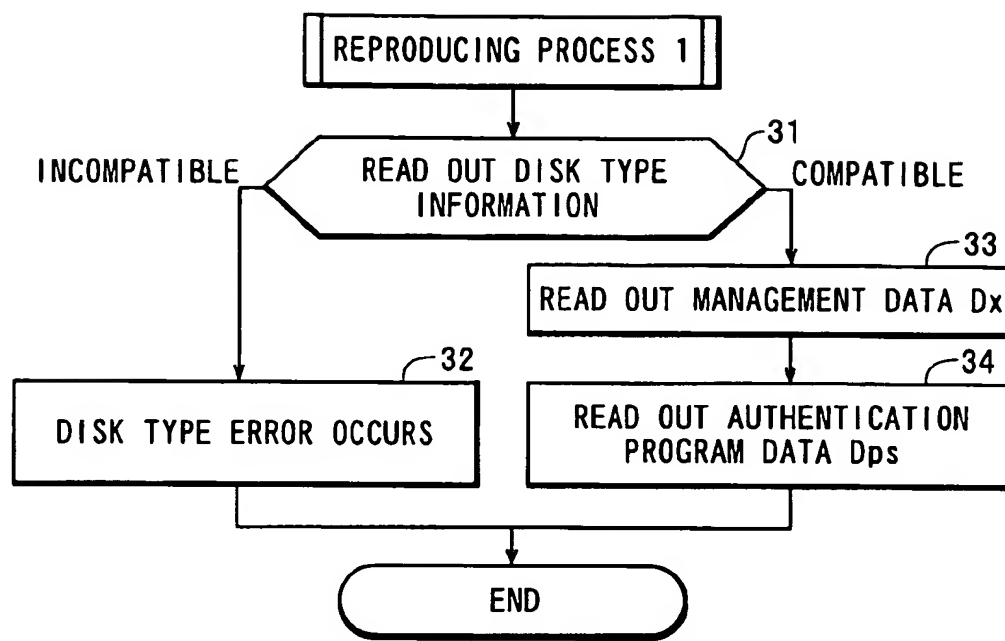 REPRODUCING PROCESS 1
31
INCOMPATIBLE
READ OUT DISK TYPE
INFORMATION
COMPATIBLE
33
READ OUT MANAGEMENT DATA Dx
32
DISK TYPE ERROR OCCURS
34
READ OUT AUTHENTICATION
PROGRAM DATA Dps
END